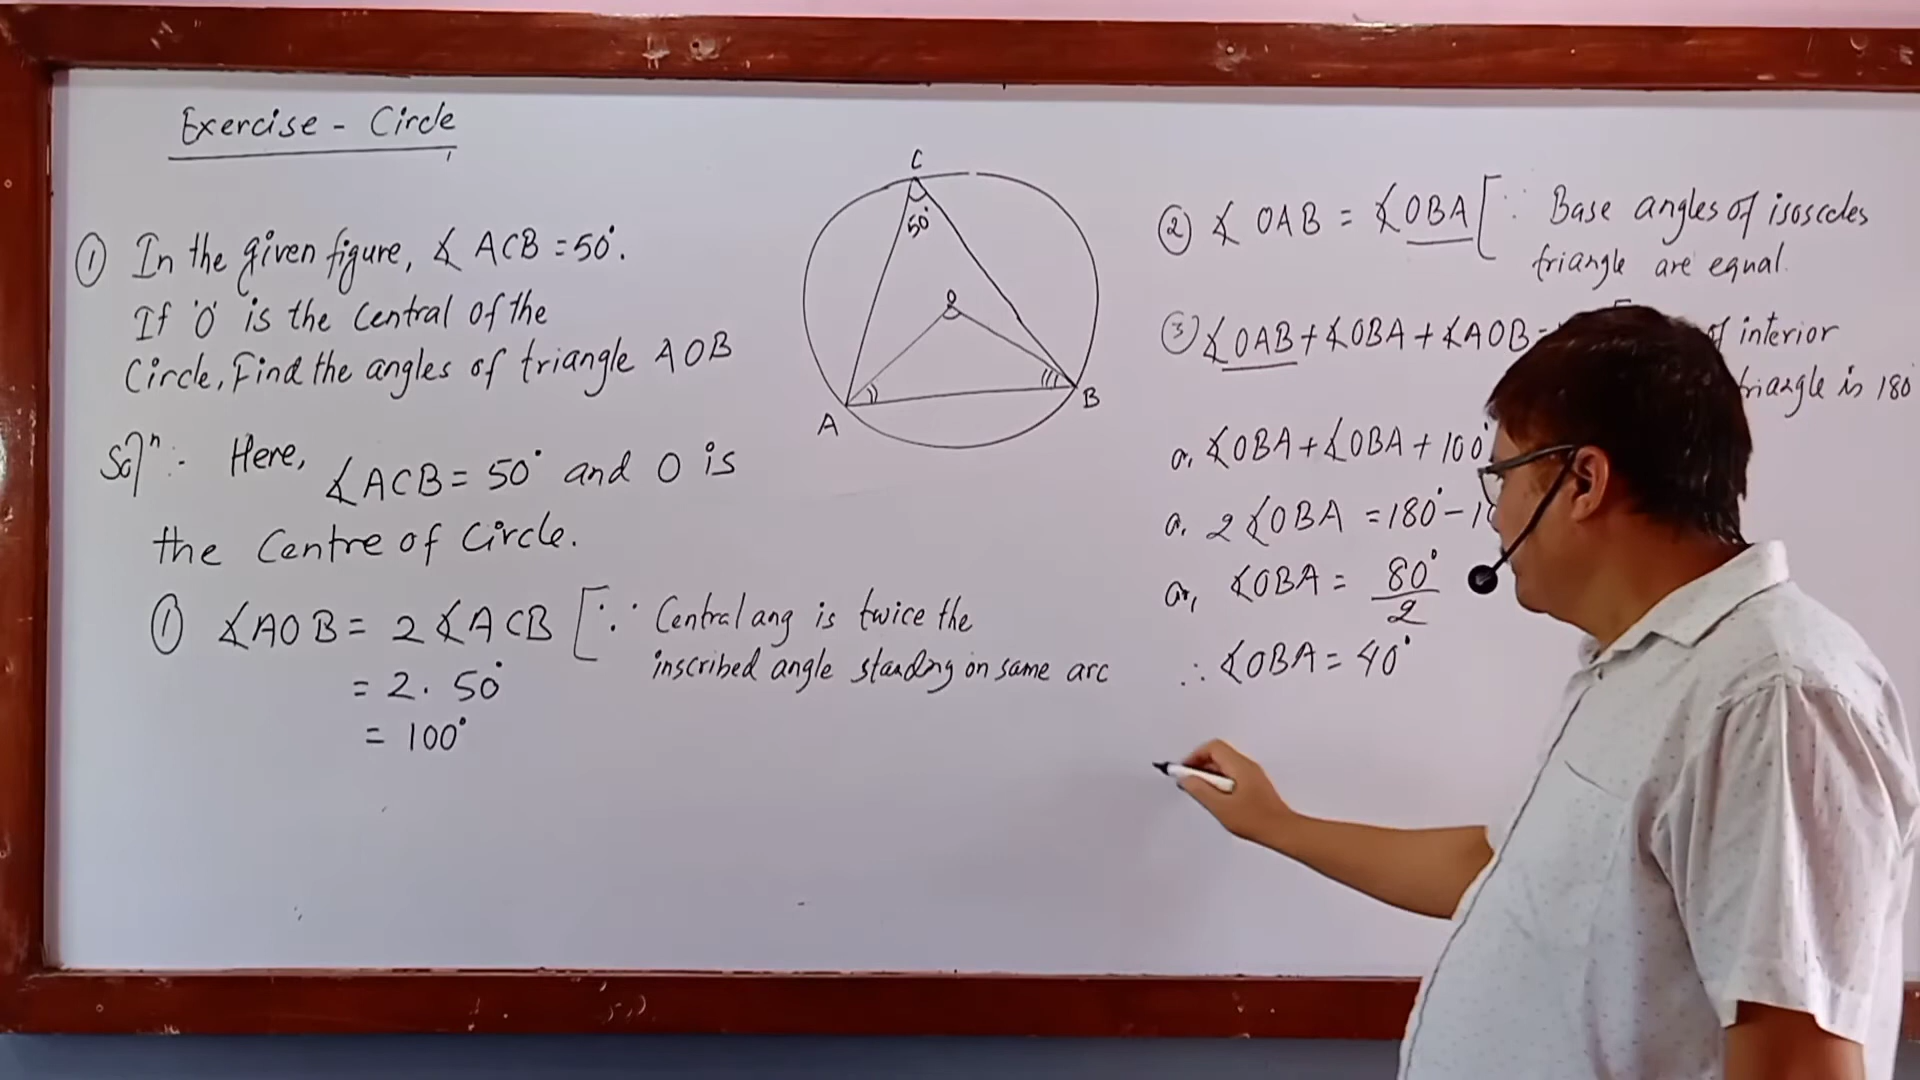 Exercise - Circle
① In the given figure, ∡ ACB = 50°.
If 'O' is the Central of the
Circle, Find the angles of triangle AOB
Solⁿ :- Here, ∡ACB = 50° and O is
the Centre of Circle.
① ∡AOB = 2 ∡ACB [∵ Central ang is twice the
inscribed angle standing on same arc
= 2. 50°
= 100°
C
50°
O
A
B
② ∡ OAB = ∡OBA [∵ Base angles of isosceles
triangle are equal.
③ ∡OAB + ∡OBA + ∡AOB = of interior
triangle is 180°
or, ∡OBA + ∡OBA + 100°
or, 2 ∡OBA = 180° -
or, ∡OBA = 80°/2
∴ ∡OBA = 40°